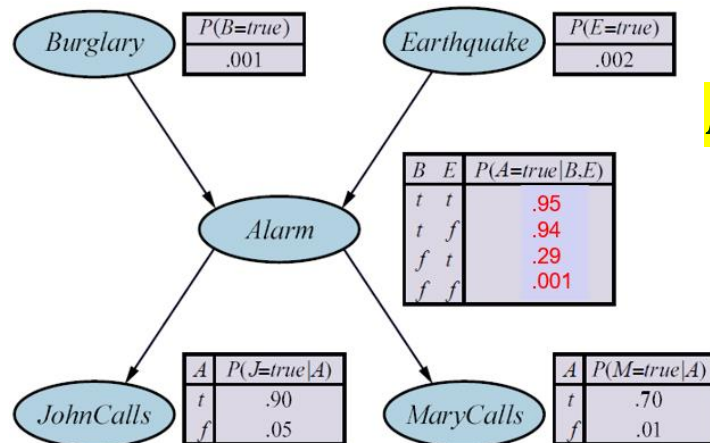 Burglary
P(B=true)
.001
Earthquake
P(E=true)
.002
B E P(A=true|B,E)
t t .95
t f .94
f t .29
f f .001
Alarm
A P(J=true|A)
t .90
f .05
JohnCalls
A P(M=true|A)
t .70
f .01
MaryCalls